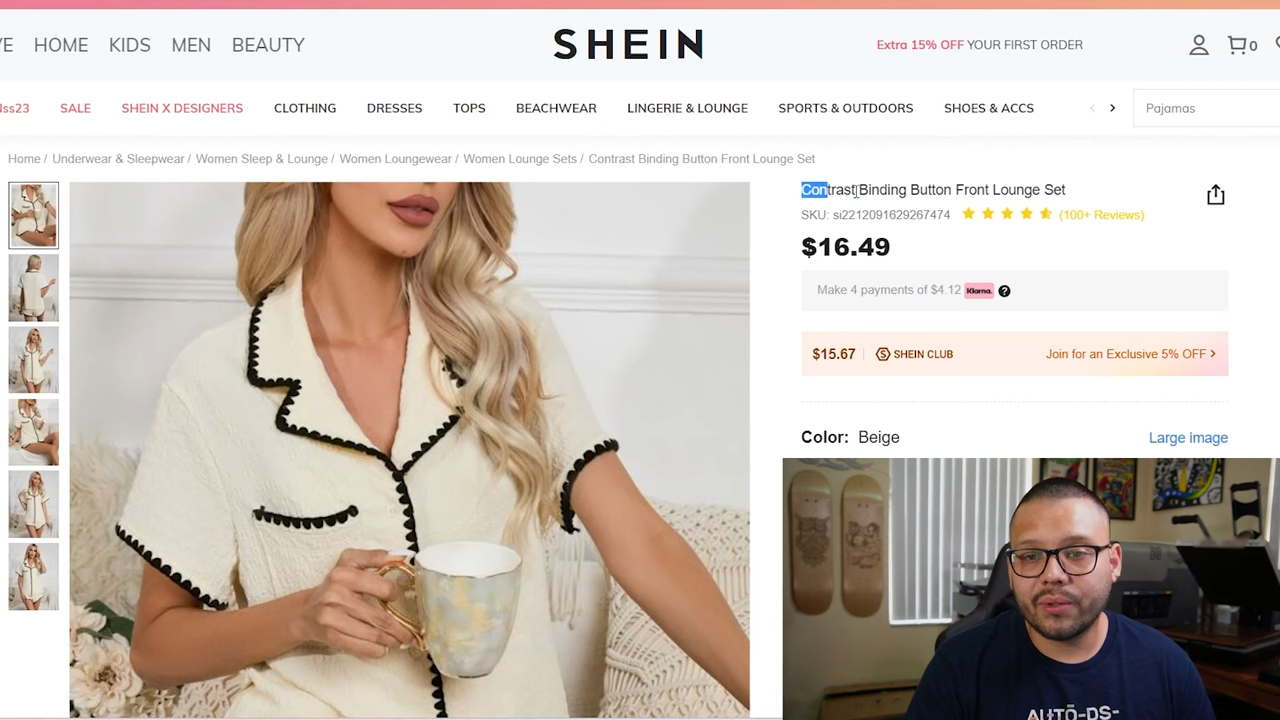 VE HOME KIDS MEN BEAUTY
SHEIN
Extra 15% OFF YOUR FIRST ORDER
0
Nss23 SALE SHEIN X DESIGNERS CLOTHING DRESSES TOPS BEACHWEAR LINGERIE & LOUNGE SPORTS & OUTDOORS SHOES & ACCS
Pajamas
Home / Underwear & Sleepwear / Women Sleep & Lounge / Women Loungewear / Women Lounge Sets / Contrast Binding Button Front Lounge Set
Contrast Binding Button Front Lounge Set
SKU: si2212091629267474 (100+ Reviews)
$16.49
Make 4 payments of $4.12 Klarna. ?
$15.67 S SHEIN CLUB Join for an Exclusive 5% OFF >
Color: Beige Large image
AUTŌ-DS-